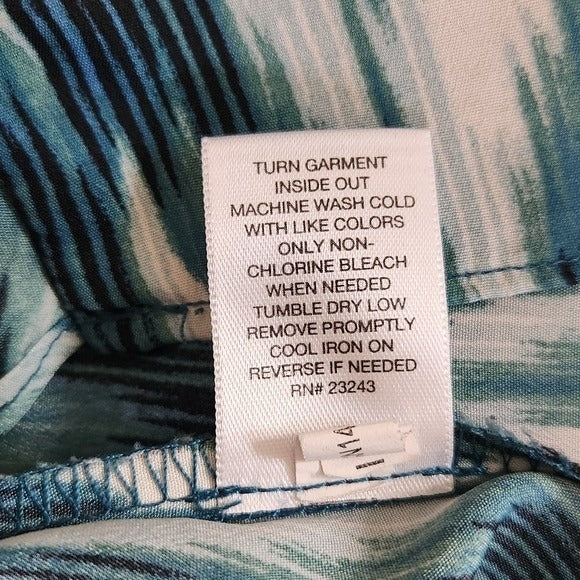 TURN GARMENT
INSIDE OUT
MACHINE WASH COLD
WITH LIKE COLORS
ONLY NON-
CHLORINE BLEACH
WHEN NEEDED
TUMBLE DRY LOW
REMOVE PROMPTLY
COOL IRON ON
REVERSE IF NEEDED
RN# 23243